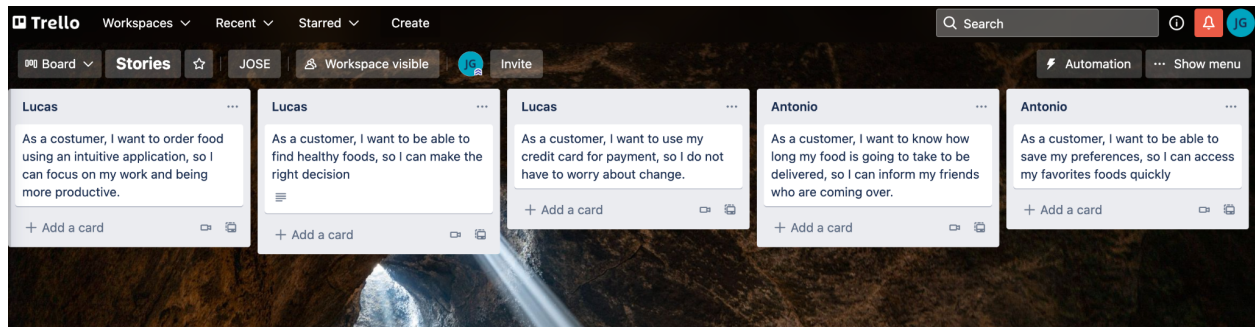 Trello Workspaces Recent Starred Create Search JG
Board Stories JOSE Workspace visible JG Invite Automation ... Show menu
Lucas ...
As a costumer, I want to order food
using an intuitive application, so I
can focus on my work and being
more productive.
+ Add a card
Lucas ...
As a customer, I want to be able to
find healthy foods, so I can make the
right decision
+ Add a card
Lucas ...
As a customer, I want to use my
credit card for payment, so I do not
have to worry about change.
+ Add a card
Antonio ...
As a customer, I want to know how
long my food is going to take to be
delivered, so I can inform my friends
who are coming over.
+ Add a card
Antonio ...
As a customer, I want to be able to
save my preferences, so I can access
my favorites foods quickly
+ Add a card